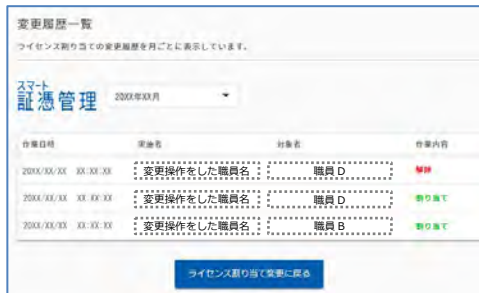 変更履歴一覧
ライセンス割り当ての変更履歴を月ごとに表示しています。
スマート
証憑管理 20XX年XX月
作業日時 実施者 対象者 作業内容
20XX/XX/XX XX:XX:XX 変更操作をした職員名 職員D 解除
20XX/XX/XX XX:XX:XX 変更操作をした職員名 職員D 割り当て
20XX/XX/XX XX:XX:XX 変更操作をした職員名 職員B 割り当て
ライセンス割り当て変更に戻る